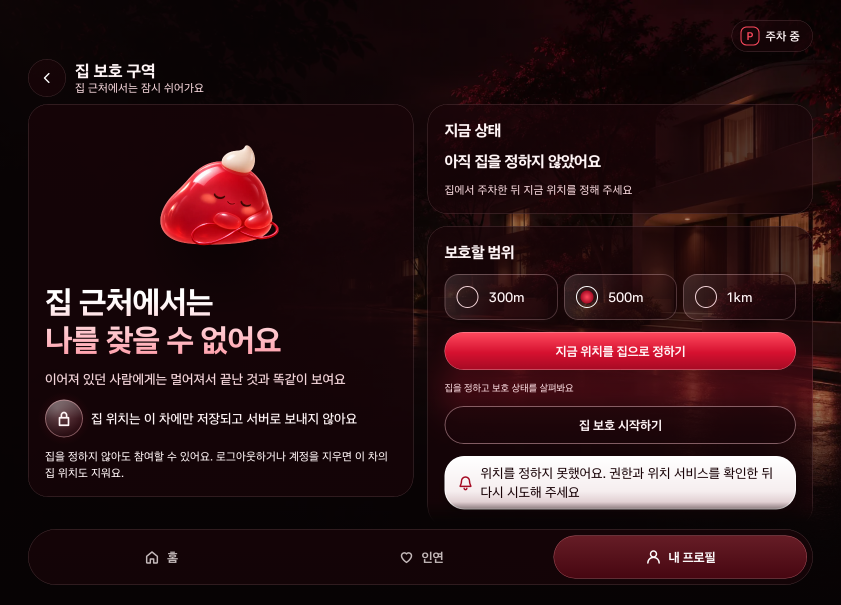 P 주차 중
집 보호 구역
집 근처에서는 잠시 쉬어가요
집 근처에서는
나를 찾을 수 없어요
이어져 있던 사람에게는 멀어져서 끝난 것과 똑같이 보여요
집 위치는 이 차에만 저장되고 서버로 보내지 않아요
집을 정하지 않아도 참여할 수 있어요. 로그아웃하거나 계정을 지우면 이 차의
집 위치도 지워요.
지금 상태
아직 집을 정하지 않았어요
집에서 주차한 뒤 지금 위치를 정해 주세요
보호할 범위
300m
500m
1km
지금 위치를 집으로 정하기
집을 정하고 보호 상태를 살펴봐요
집 보호 시작하기
위치를 정하지 못했어요. 권한과 위치 서비스를 확인한 뒤
다시 시도해 주세요
홈
인연
내 프로필